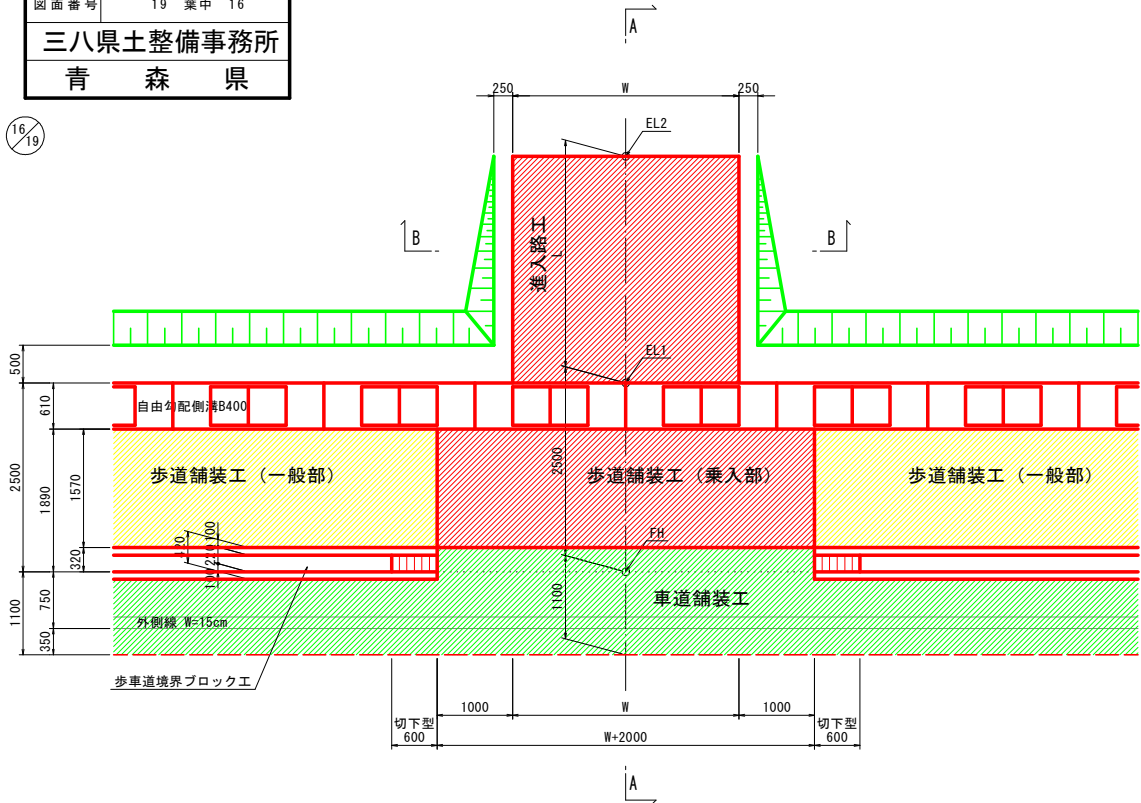 図面番号 19 葉中 16
三八県土整備事務所
青 森 県
16/19
A
250 W 250
EL2
B B
進入路工
L
EL1
500
610
自由勾配側溝B400
2500
1890
1570
320
歩道舗装工（一般部）
歩道舗装工（乗入部）
歩道舗装工（一般部）
2500
420
100
220
100
FH
1100
750
350
1100
車道舗装工
外側線 W=15cm
歩車道境界ブロック工
1000 W 1000
切下型
600
W+2000
切下型
600
A